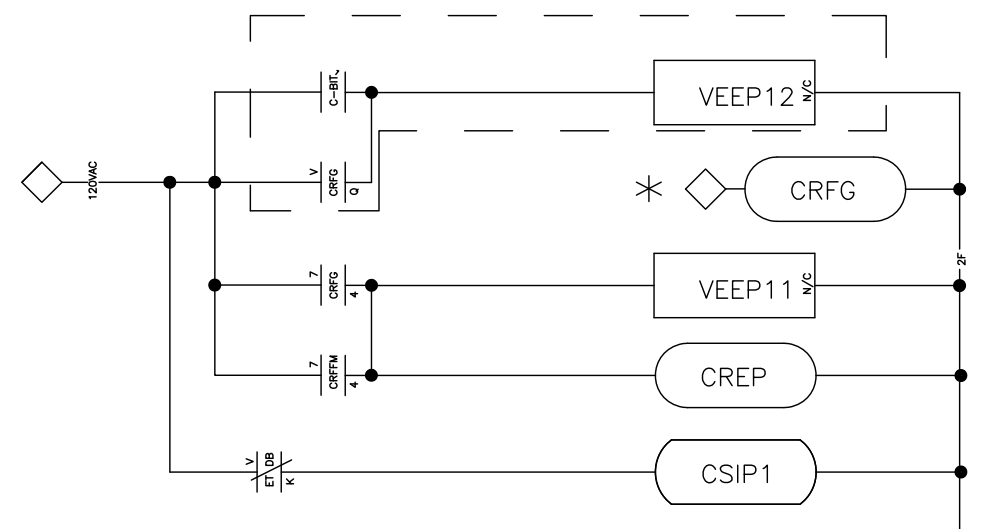 C-BIT.
VEEP12
N/C
120VAC
V
CRFG
Q
CRFG
2F
7
CRFG
4
VEEP11
N/C
7
CRFFM
4
CREP
V
ET DB
K
CSIP1